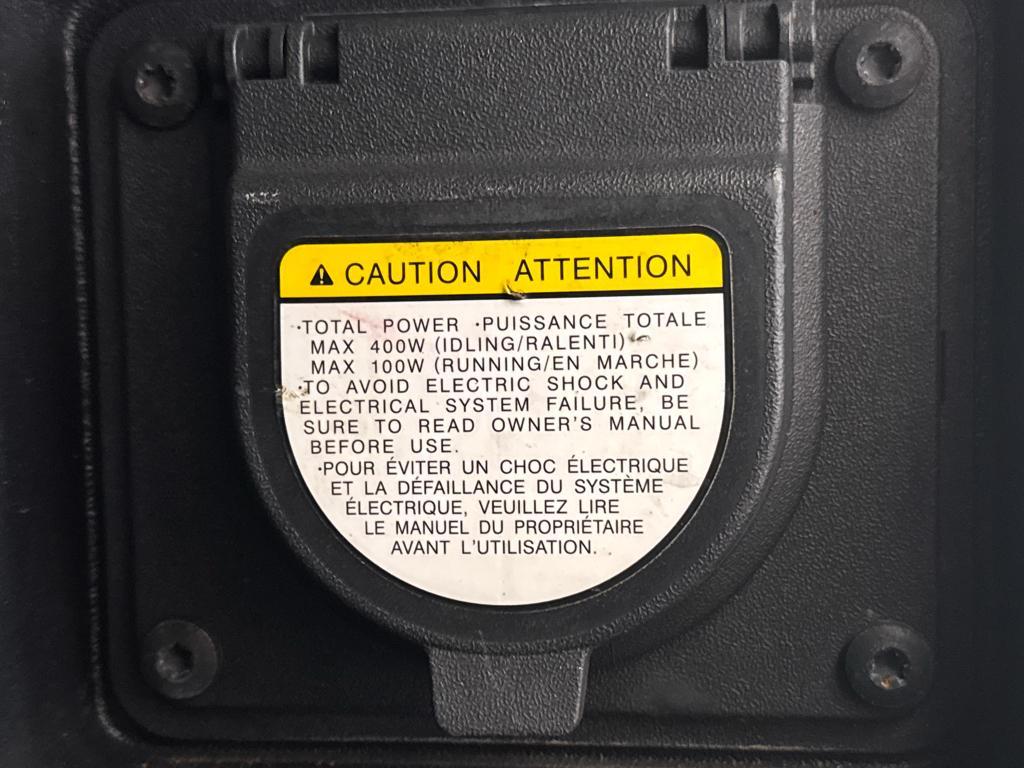 CAUTION ATTENTION
·TOTAL POWER ·PUISSANCE TOTALE
MAX 400W (IDLING/RALENTI)
MAX 100W (RUNNING/EN MARCHE)
·TO AVOID ELECTRIC SHOCK AND
ELECTRICAL SYSTEM FAILURE, BE
SURE TO READ OWNER'S MANUAL
BEFORE USE.
·POUR ÉVITER UN CHOC ÉLECTRIQUE
ET LA DÉFAILLANCE DU SYSTÈME
ÉLECTRIQUE, VEUILLEZ LIRE
LE MANUEL DU PROPRIÉTAIRE
AVANT L'UTILISATION.